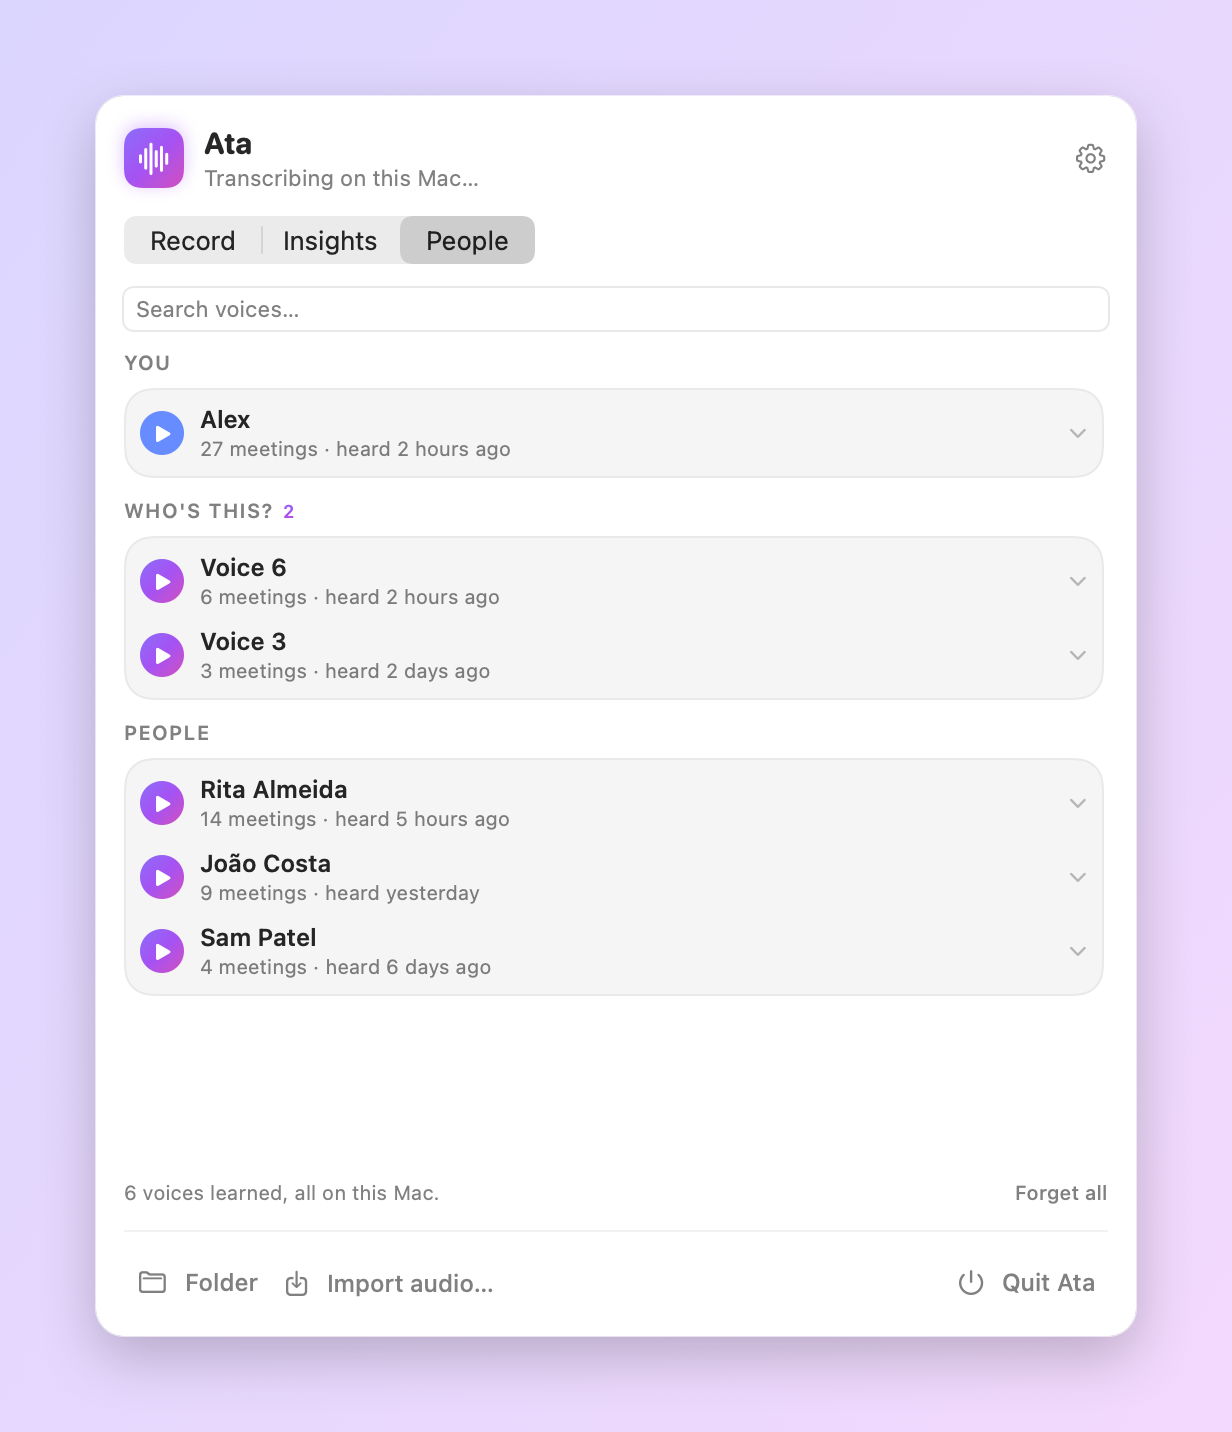 Ata
Transcribing on this Mac...
Record Insights People
Search voices...
YOU
Alex
27 meetings · heard 2 hours ago
WHO'S THIS? 2
Voice 6
6 meetings · heard 2 hours ago
Voice 3
3 meetings · heard 2 days ago
PEOPLE
Rita Almeida
14 meetings · heard 5 hours ago
João Costa
9 meetings · heard yesterday
Sam Patel
4 meetings · heard 6 days ago
6 voices learned, all on this Mac. Forget all
Folder Import audio... Quit Ata